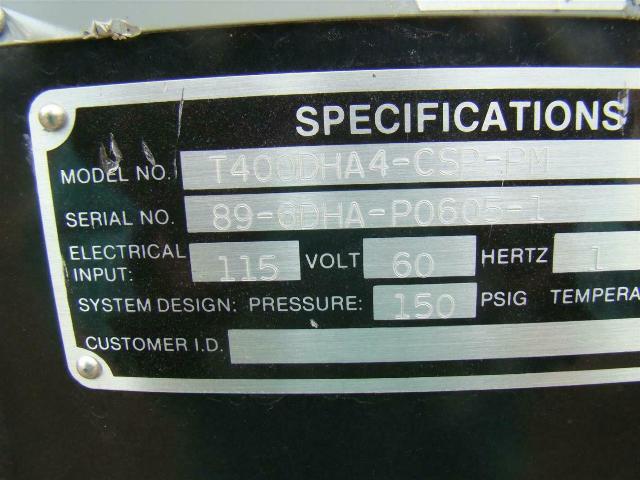 SPECIFICATIONS
MODEL NO. T400DHA4-CSP-PM
SERIAL NO. 89-6DHA-P0605-1
ELECTRICAL INPUT: 115 VOLT 60 HERTZ 1
SYSTEM DESIGN: PRESSURE: 150 PSIG TEMPERA
CUSTOMER I.D.